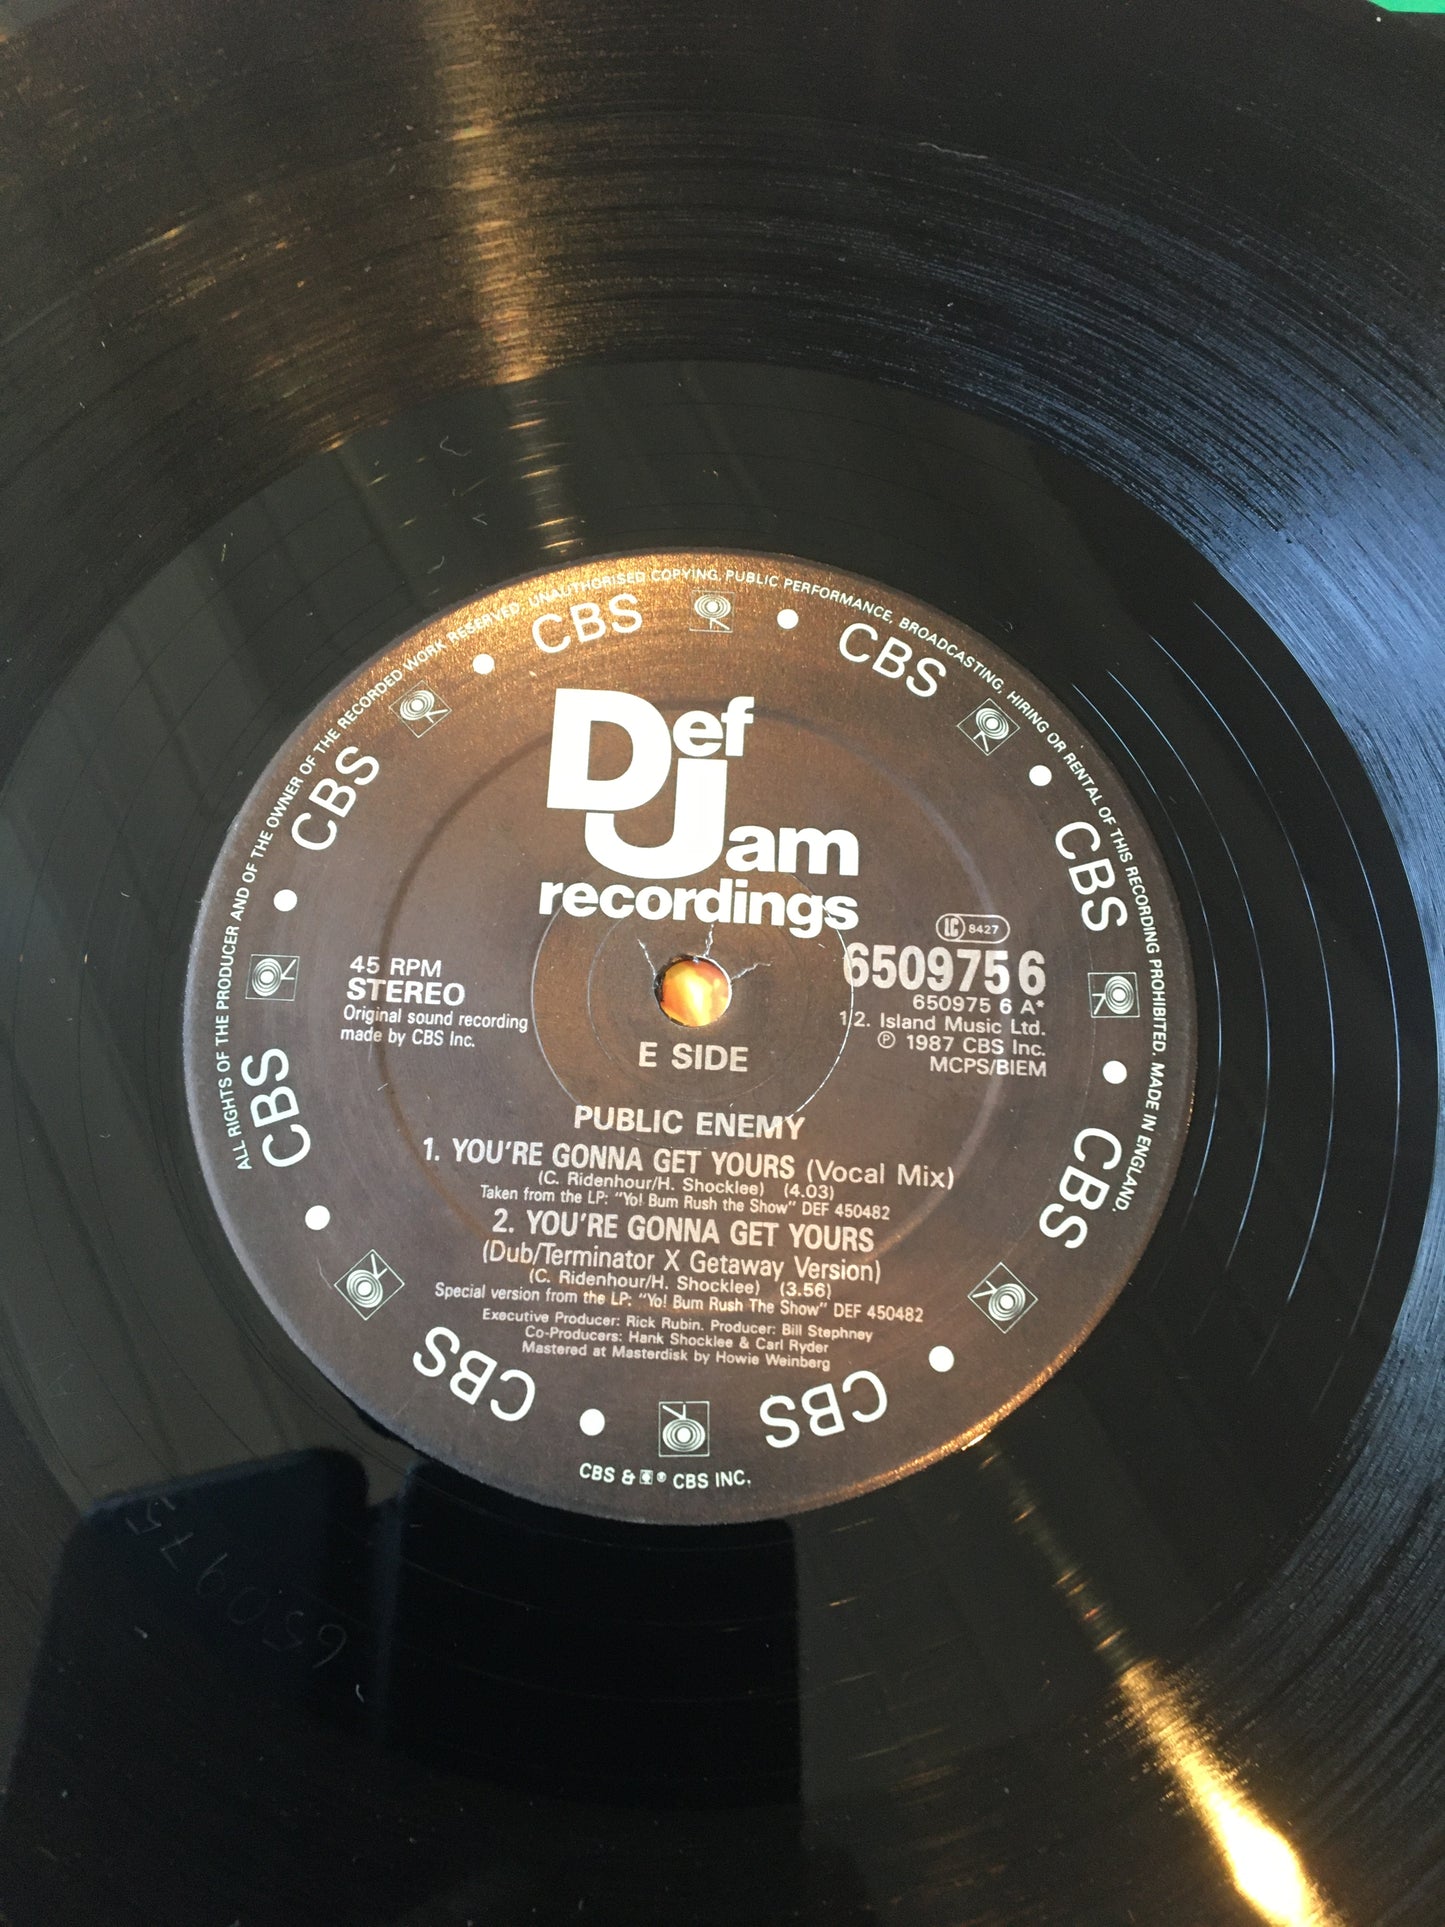 ALL RIGHTS OF THE PRODUCER AND OF THE OWNER OF THE RECORDED WORK RESERVED. UNAUTHORISED COPYING, PUBLIC PERFORMANCE, BROADCASTING, HIRING OR RENTAL OF THIS RECORDING PROHIBITED. MADE IN ENGLAND.
CBS
CBS
CBS
CBS
CBS
CBS
CBS
CBS
Def
Jam
recordings
LC 8427
45 RPM
STEREO
Original sound recording
made by CBS Inc.
650975 6
650975 6 A*
1/2. Island Music Ltd.
℗ 1987 CBS Inc.
MCPS/BIEM
E SIDE
PUBLIC ENEMY
1. YOU'RE GONNA GET YOURS (Vocal Mix)
(C. Ridenhour/H. Shocklee) (4.03)
Taken from the LP: "Yo! Bum Rush the Show" DEF 450482
2. YOU'RE GONNA GET YOURS
(Dub/Terminator X Getaway Version)
(C. Ridenhour/H. Shocklee) (3.56)
Special version from the LP: "Yo! Bum Rush The Show" DEF 450482
Executive Producer: Rick Rubin. Producer: Bill Stephney
Co-Producers: Hank Shocklee & Carl Ryder
Mastered at Masterdisk by Howie Weinberg
CBS & ® CBS INC.
650975